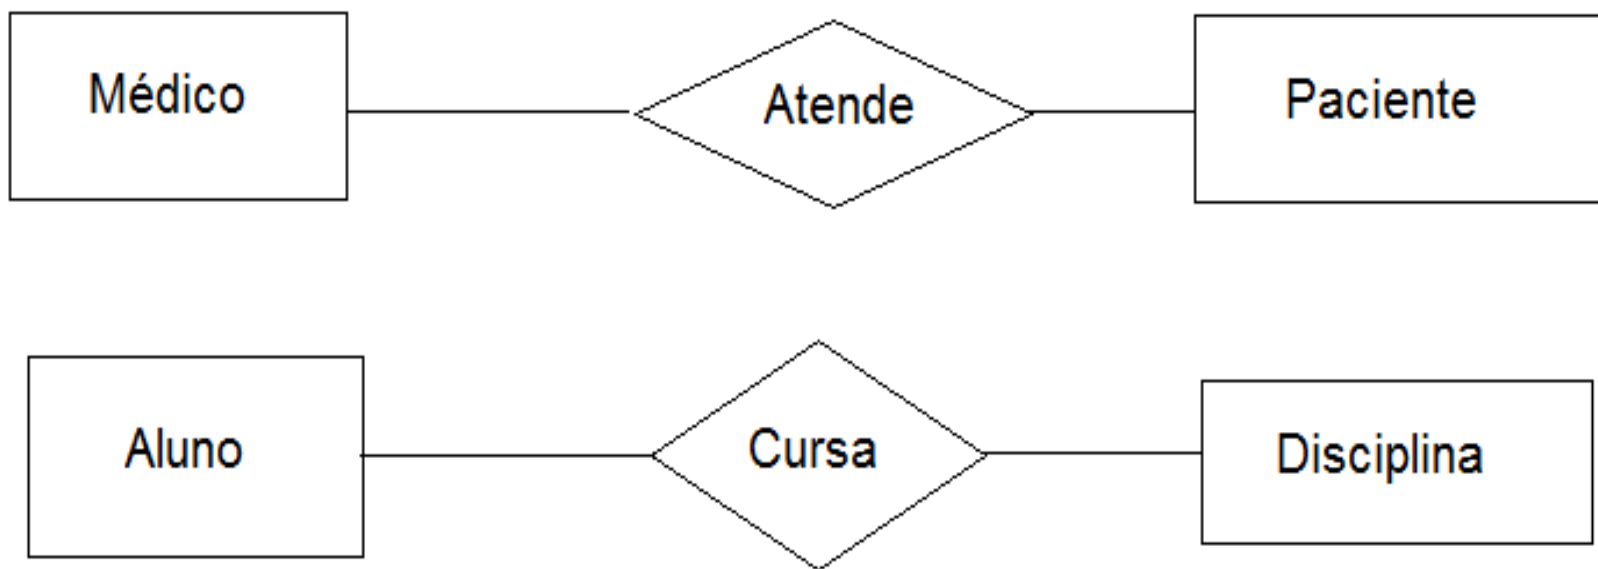 Médico
Atende
Paciente
Aluno
Cursa
Disciplina